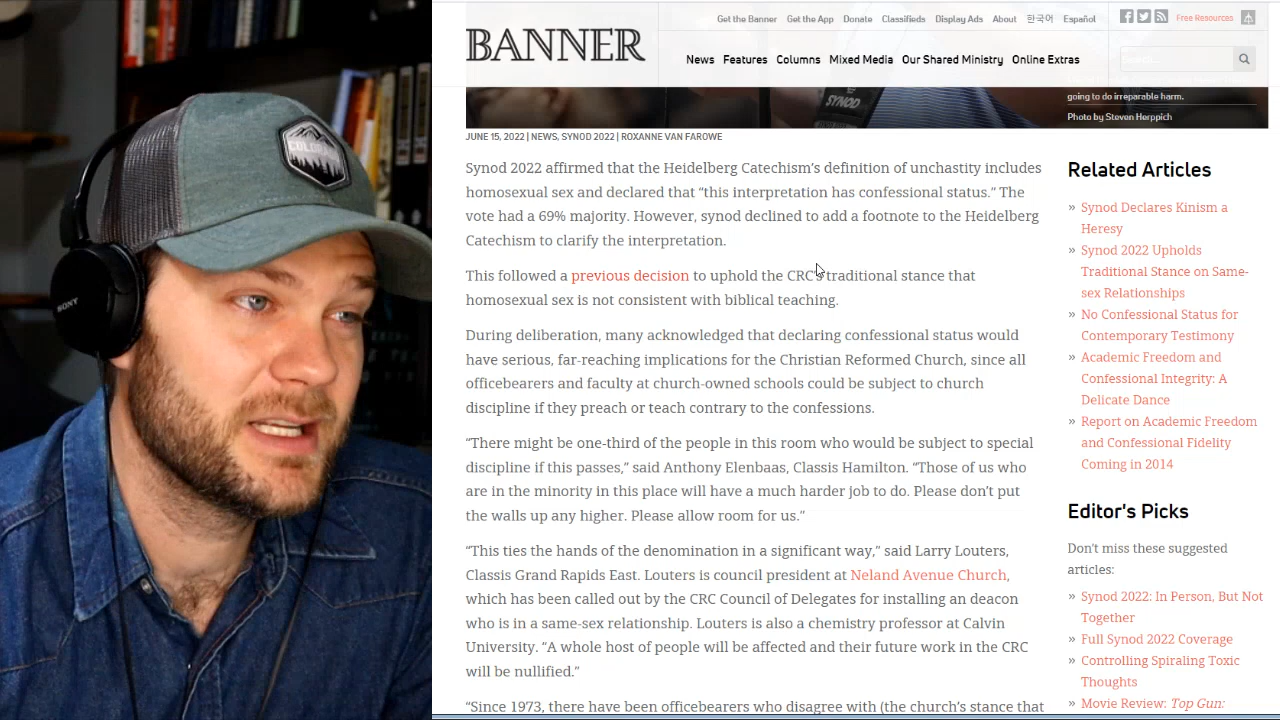 COLORADO
SONY
Get the Banner Get the App Donate Classifieds Display Ads About 한국어 Español
Free Resources
BANNER
News Features Columns Mixed Media Our Shared Ministry Online Extras
Search...
SYNOD
going to do irreparable harm.
Photo by Steven Herppich
JUNE 15, 2022 | NEWS, SYNOD 2022 | ROXANNE VAN FAROWE
Synod 2022 affirmed that the Heidelberg Catechism’s definition of unchastity includes
homosexual sex and declared that “this interpretation has confessional status.” The
vote had a 69% majority. However, synod declined to add a footnote to the Heidelberg
Catechism to clarify the interpretation.
This followed a previous decision to uphold the CRC’s traditional stance that
homosexual sex is not consistent with biblical teaching.
During deliberation, many acknowledged that declaring confessional status would
have serious, far-reaching implications for the Christian Reformed Church, since all
officebearers and faculty at church-owned schools could be subject to church
discipline if they preach or teach contrary to the confessions.
“There might be one-third of the people in this room who would be subject to special
discipline if this passes,” said Anthony Elenbaas, Classis Hamilton. “Those of us who
are in the minority in this place will have a much harder job to do. Please don’t put
the walls up any higher. Please allow room for us.”
“This ties the hands of the denomination in a significant way,” said Larry Louters,
Classis Grand Rapids East. Louters is council president at Neland Avenue Church,
which has been called out by the CRC Council of Delegates for installing an deacon
who is in a same-sex relationship. Louters is also a chemistry professor at Calvin
University. “A whole host of people will be affected and their future work in the CRC
will be nullified.”
“Since 1973, there have been officebearers who disagree with (the church’s stance that
Related Articles
» Synod Declares Kinism a
Heresy
» Synod 2022 Upholds
Traditional Stance on Same-
sex Relationships
» No Confessional Status for
Contemporary Testimony
» Academic Freedom and
Confessional Integrity: A
Delicate Dance
» Report on Academic Freedom
and Confessional Fidelity
Coming in 2014
Editor’s Picks
Don’t miss these suggested
articles:
» Synod 2022: In Person, But Not
Together
» Full Synod 2022 Coverage
» Controlling Spiraling Toxic
Thoughts
» Movie Review: Top Gun: